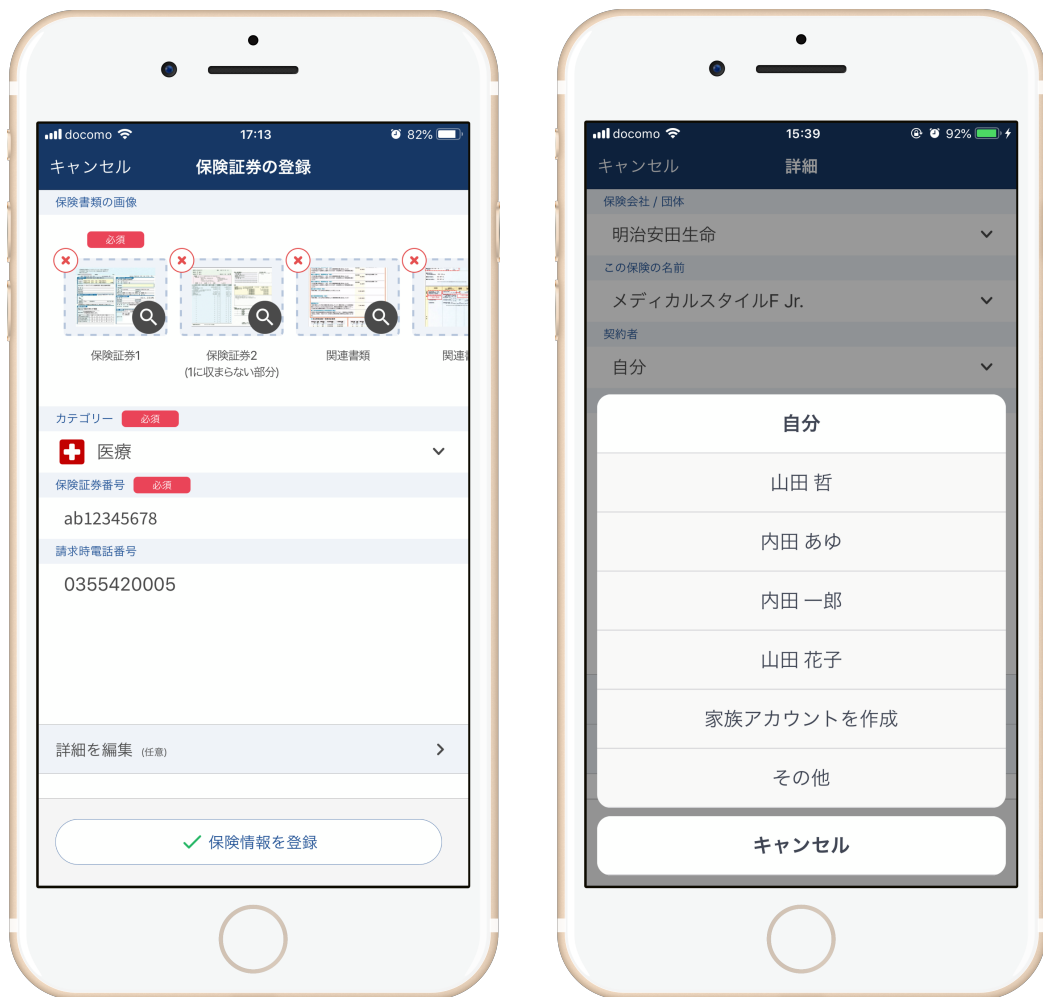 docomo 17:13 82%
キャンセル 保険証券の登録
保険書類の画像
必須
保険証券1 保険証券2 関連書類 関連
(1に収まらない部分)
カテゴリー 必須
医療
保険証券番号 必須
ab12345678
請求時電話番号
0355420005
詳細を編集 (任意)
保険情報を登録
docomo 15:39 92%
キャンセル 詳細
保険会社 / 団体
明治安田生命
この保険の名前
メディカルスタイルF Jr.
契約者
自分
自分
山田 哲
内田 あゆ
内田 一郎
山田 花子
家族アカウントを作成
その他
キャンセル